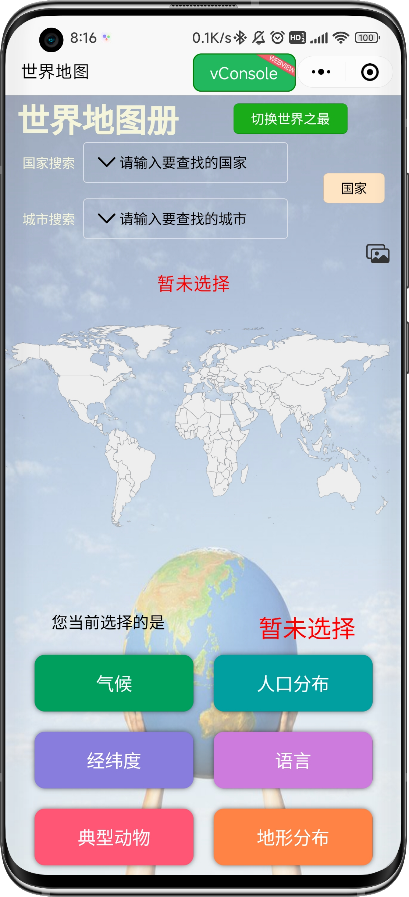 8:16
0.1K/s HD 100
世界地图
vConsole
WEBVIEW
世界地图册
切换世界之最
国家搜索
请输入要查找的国家
国家
城市搜索
请输入要查找的城市
暂未选择
您当前选择的是
暂未选择
气候
人口分布
经纬度
语言
典型动物
地形分布